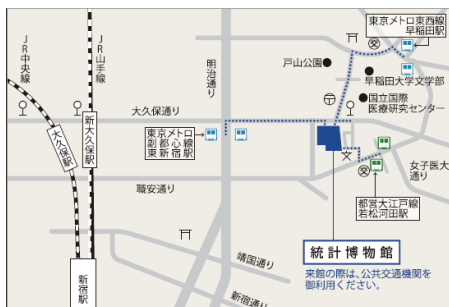 東京メトロ東西線
早稲田駅
JR中央線
JR山手線
明治通り
戸山公園
早稲田大学文学部
国立国際
医療研究センター
大久保通り
大久保駅
新大久保駅
東京メトロ
副都心線
東新宿駅
職安通り
女子医大
通り
都営大江戸線
若松河田駅
統計博物館
来館の際は、公共交通機関を
御利用ください。
靖国通り
新宿通り
新宿駅